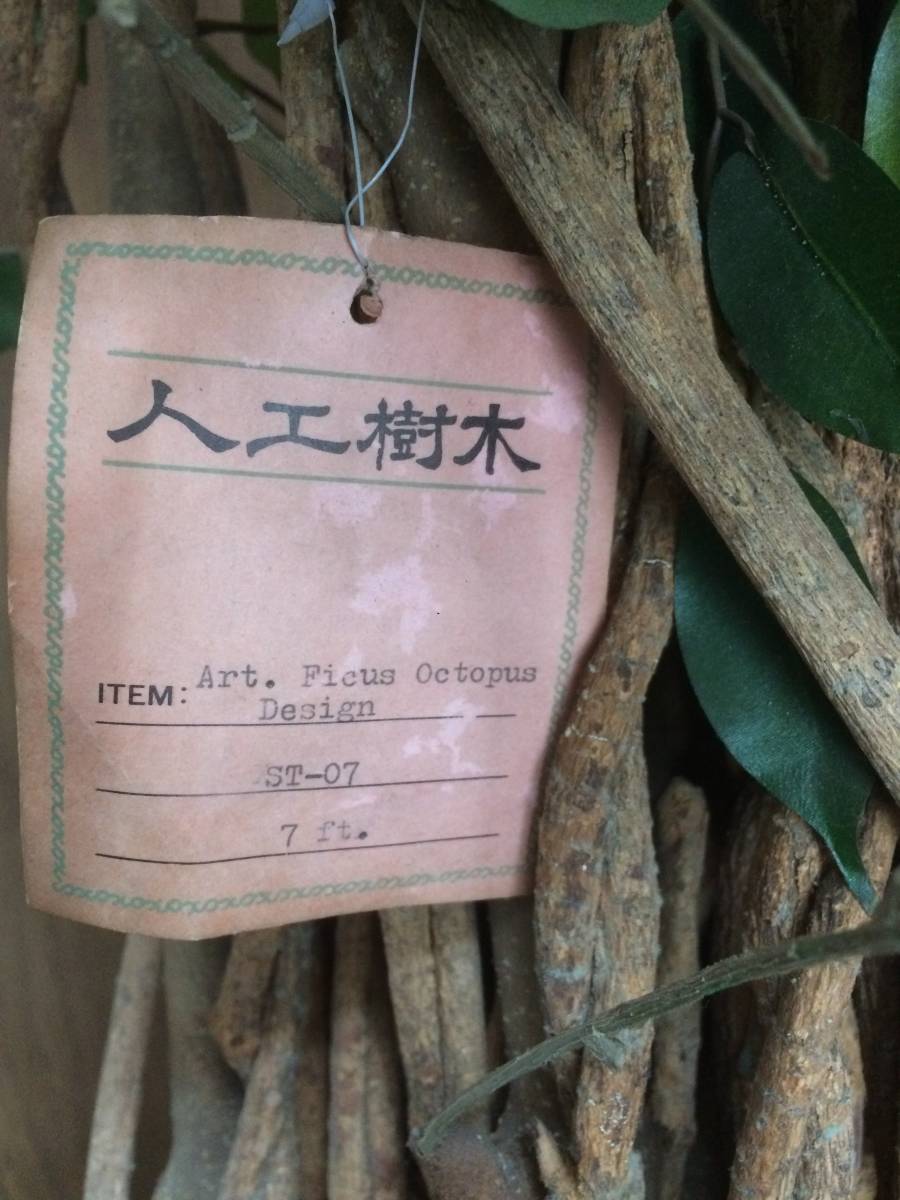 人工樹木
ITEM: Art. Ficus Octopus
Design
ST-07
7 ft.